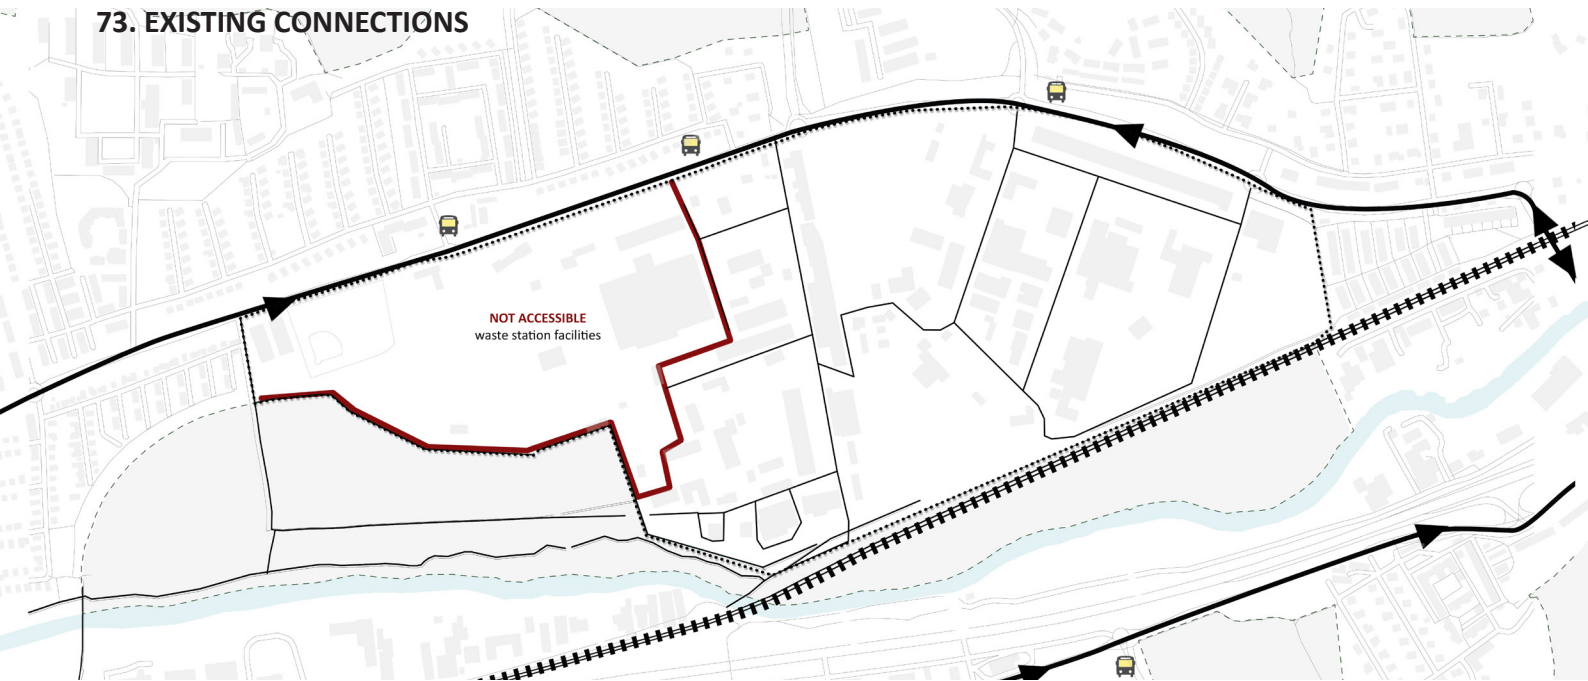 73. EXISTING CONNECTIONS
NOT ACCESSIBLE
waste station facilities